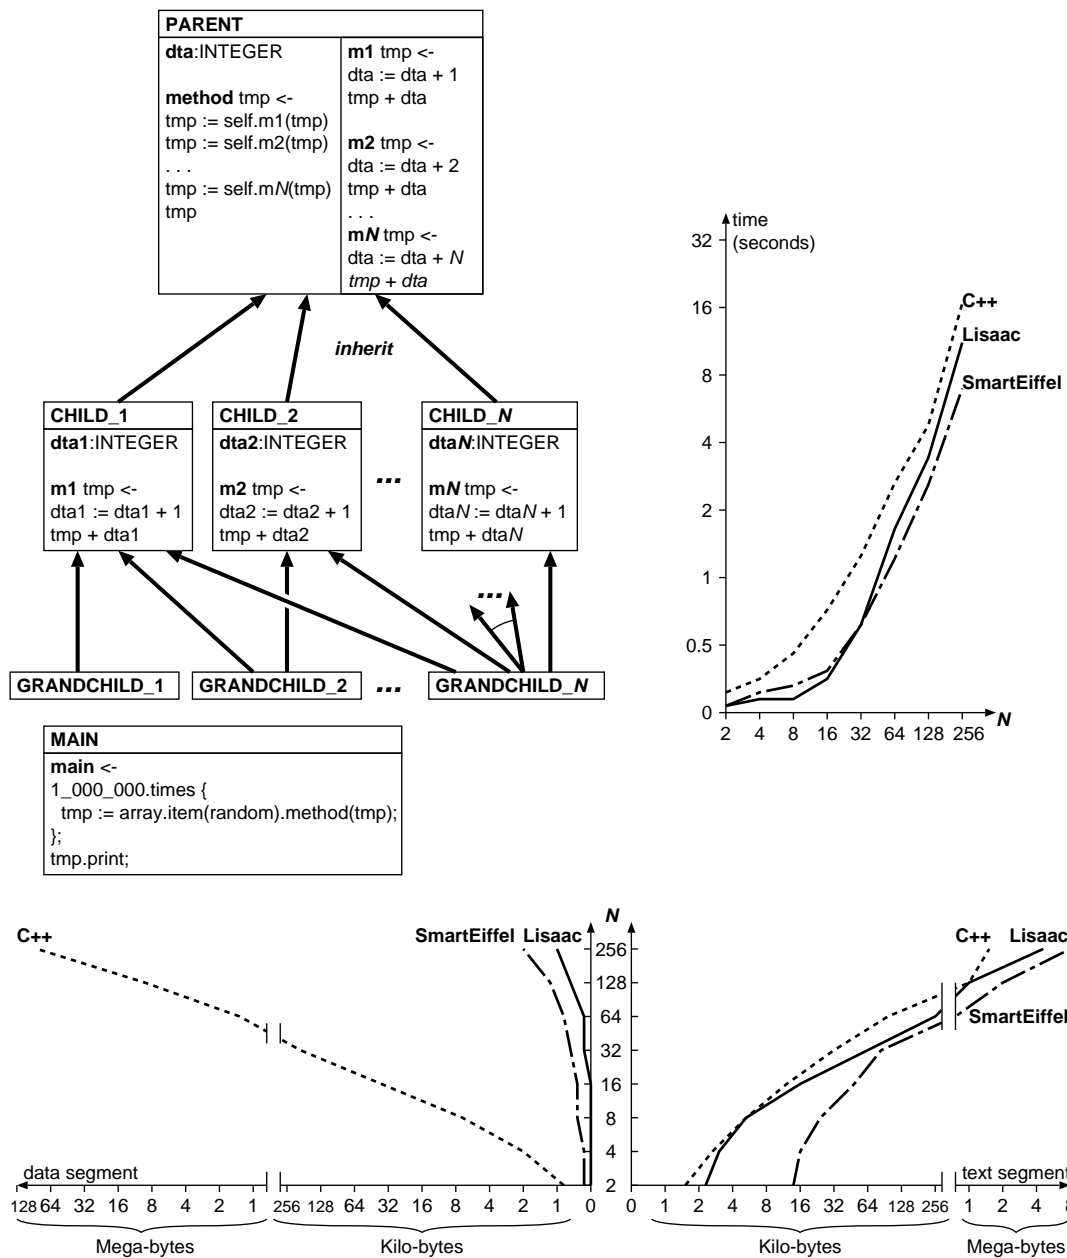 PARENT
dta:INTEGER
method tmp <-
tmp := self.m1(tmp)
tmp := self.m2(tmp)
. . .
tmp := self.mN(tmp)
tmp
m1 tmp <-
dta := dta + 1
tmp + dta
m2 tmp <-
dta := dta + 2
tmp + dta
. . .
mN tmp <-
dta := dta + N
tmp + dta
inherit
CHILD_1
dta1:INTEGER
m1 tmp <-
dta1 := dta1 + 1
tmp + dta1
CHILD_2
dta2:INTEGER
m2 tmp <-
dta2 := dta2 + 1
tmp + dta2
...
CHILD_N
dtaN:INTEGER
mN tmp <-
dtaN := dtaN + 1
tmp + dtaN
...
GRANDCHILD_1
GRANDCHILD_2
...
GRANDCHILD_N
MAIN
main <-
1_000_000.times {
tmp := array.item(random).method(tmp);
};
tmp.print;
time
(seconds)
32
16
8
4
2
1
0.5
0
2 4 8 16 32 64 128 256
N
C++
Lisaac
SmartEiffel
C++
SmartEiffel Lisaac
N
256
128
64
32
16
8
4
2
data segment
128 64 32 16 8 4 2 1
256 128 64 32 16 8 4 2 1 0
Mega-bytes
Kilo-bytes
C++ Lisaac
SmartEiffel
text segment
0 1 2 4 8 16 32 64 128 256
1 2 4 8
Kilo-bytes
Mega-bytes